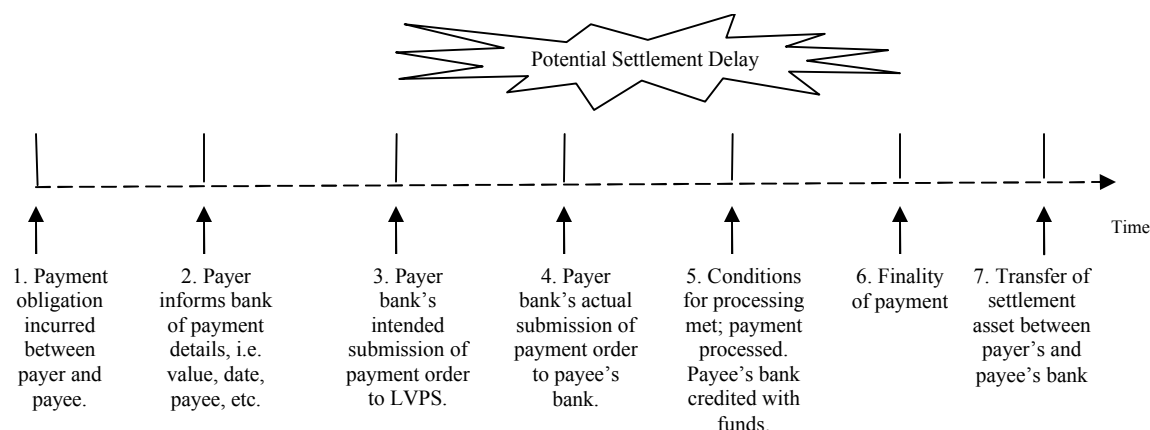 Potential Settlement Delay
Time
1. Payment
obligation
incurred
between
payer and
payee.
2. Payer
informs bank
of payment
details, i.e.
value, date,
payee, etc.
3. Payer
bank's
intended
submission of
payment order
to LVPS.
4. Payer
bank's actual
submission of
payment order
to payee's
bank.
5. Conditions
for processing
met; payment
processed.
Payee's bank
credited with
funds.
6. Finality
of payment
7. Transfer of
settlement
asset between
payer's and
payee's bank